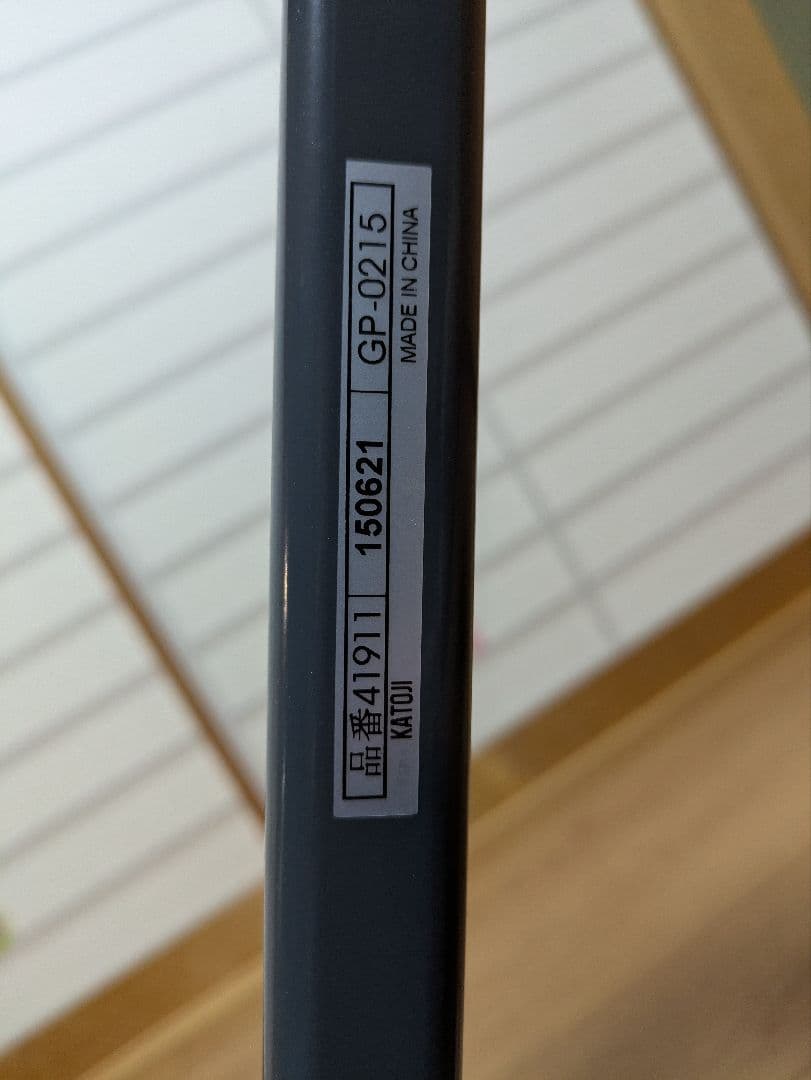 品番41911 150621 GP-0215
KATOJI MADE IN CHINA